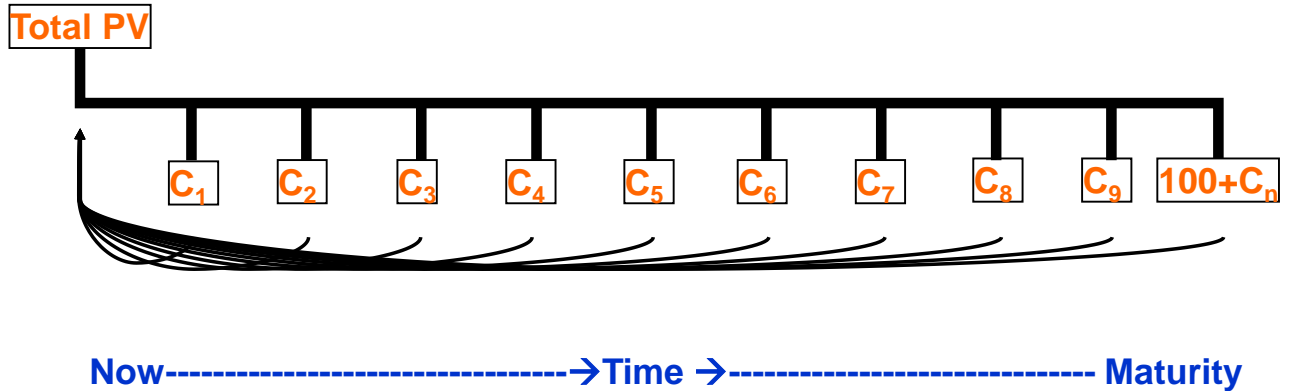 Total PV
C₁ C₂ C₃ C₄ C₅ C₆ C₇ C₈ C₉ 100+Cₙ
Now----------------------------------→Time →------------------------------- Maturity